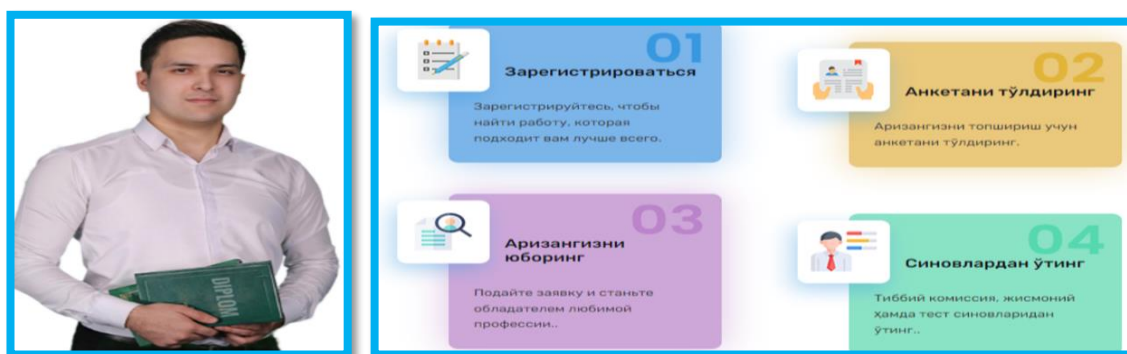 DIPLOM
01
Зарегистрироваться
Зарегистрируйтесь, чтобы
найти работу, которая
подходит вам лучше всего.
02
Анкетани тўлдиринг
Аризангизни топшириш учун
анкетани тўлдиринг.
03
Аризангизни
юборинг
Подайте заявку и станьте
обладателем любимой
профессии..
04
Синовлардан ўтинг
Тиббий комиссия, жисмоний
ҳамда тест синовларидан
ўтинг..